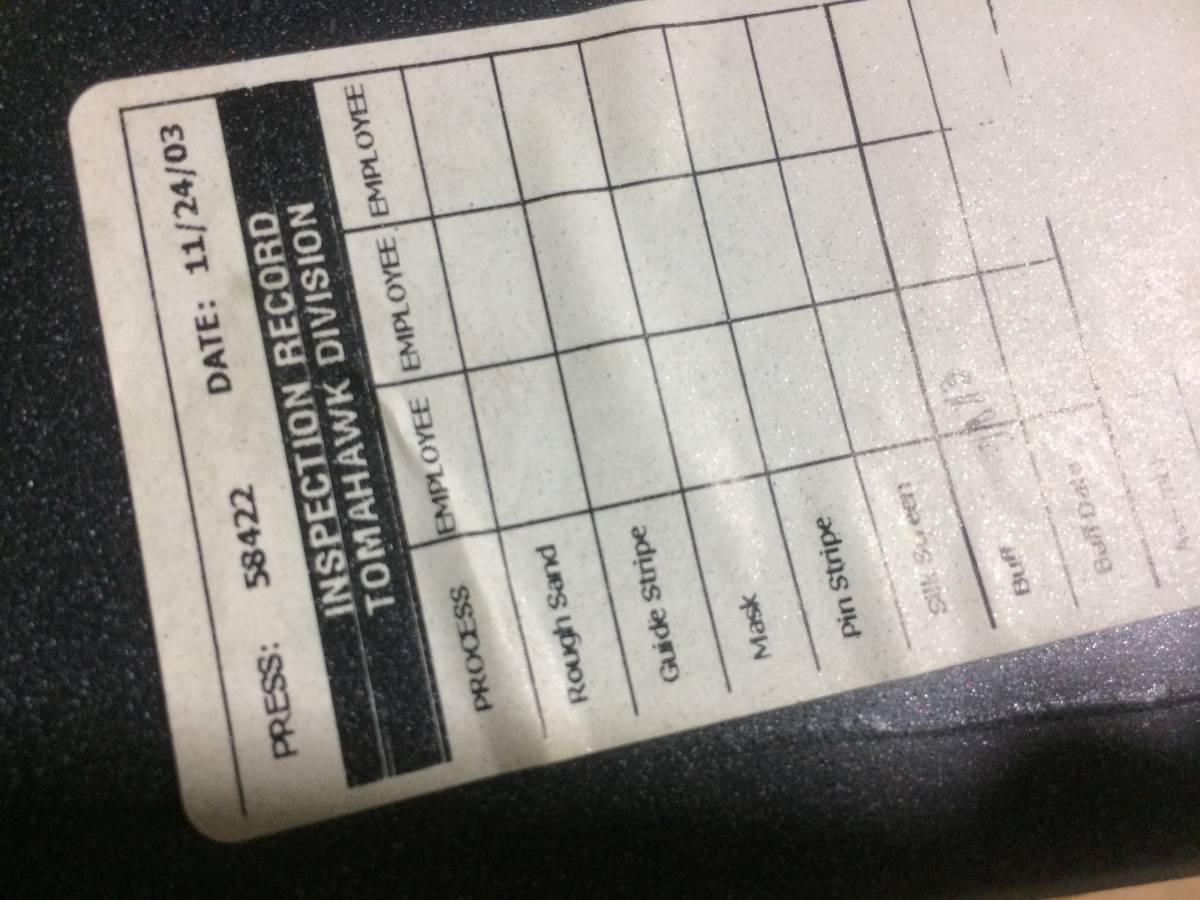 PRESS: 58422 DATE: 11/24/03
INSPECTION RECORD
TOMAHAWK DIVISION
PROCESS EMPLOYEE EMPLOYEE EMPLOYEE
Rough Sand
Guide Stripe
Mask
Pin Stripe
Silk Screen
Buff
Buff Date